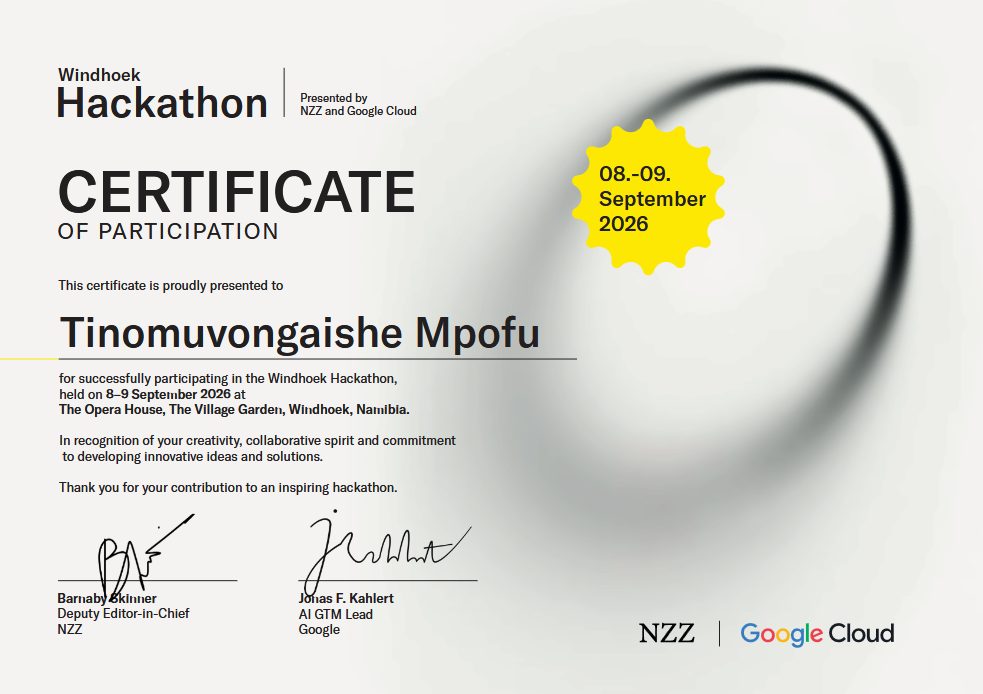 Windhoek
Hackathon
Presented by
NZZ and Google Cloud
CERTIFICATE
OF PARTICIPATION
08.-09.
September
2026
This certificate is proudly presented to
Tinomuvongaishe Mpofu
for successfully participating in the Windhoek Hackathon,
held on 8–9 September 2026 at
The Opera House, The Village Garden, Windhoek, Namibia.
In recognition of your creativity, collaborative spirit and commitment
to developing innovative ideas and solutions.
Thank you for your contribution to an inspiring hackathon.
Barnaby Skinner
Deputy Editor-in-Chief
NZZ
Jonas F. Kahlert
AI GTM Lead
Google
NZZ
Google Cloud